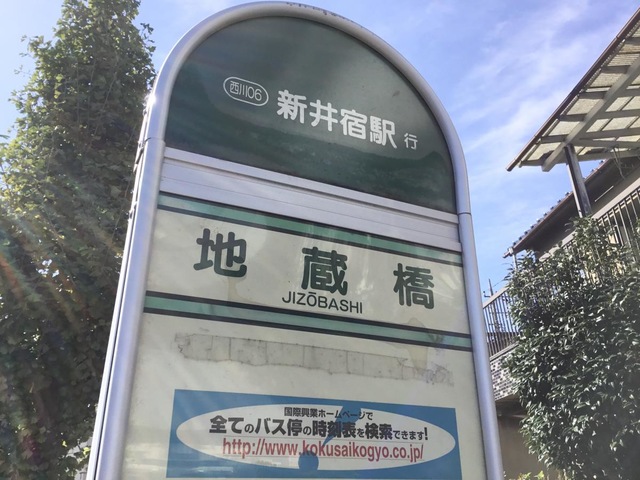 西川106
新井宿駅 行
地蔵橋
JIZŌBASHI
国際興業ホームページで
全てのバス停の時刻表を検索できます!
http://www.kokusaikogyo.co.jp/